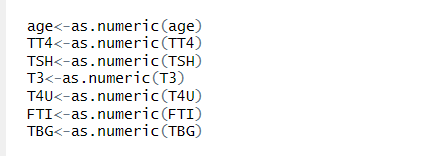 age<-as.numeric(age)
TT4<-as.numeric(TT4)
TSH<-as.numeric(TSH)
T3<-as.numeric(T3)
T4U<-as.numeric(T4U)
FTI<-as.numeric(FTI)
TBG<-as.numeric(TBG)